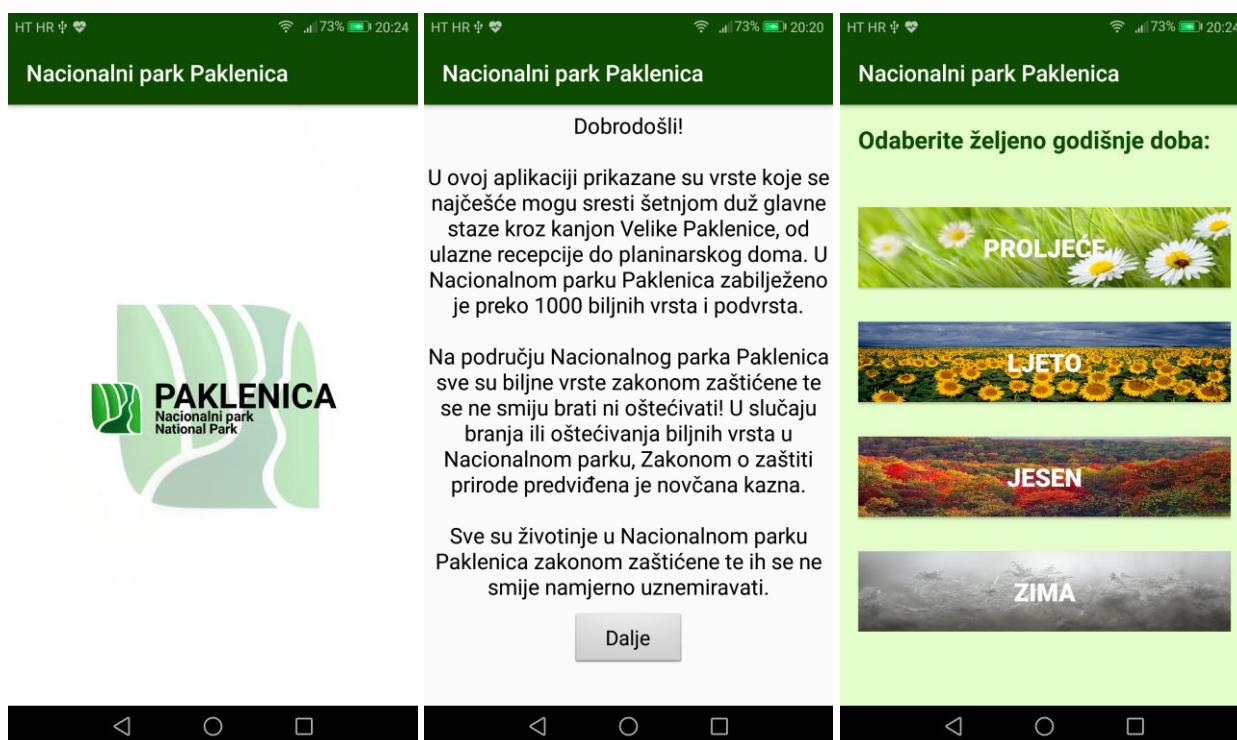 HT HR 73% 20:24
Nacionalni park Paklenica
PAKLENICA
Nacionalni park
National Park
HT HR 73% 20:20
Nacionalni park Paklenica
Dobrodošli!
U ovoj aplikaciji prikazane su vrste koje se
najčešće mogu sresti šetnjom duž glavne
staze kroz kanjon Velike Paklenice, od
ulazne recepcije do planinarskog doma. U
Nacionalnom parku Paklenica zabilježeno
je preko 1000 biljnih vrsta i podvrsta.
Na području Nacionalnog parka Paklenica
sve su biljne vrste zakonom zaštićene te
se ne smiju brati ni oštećivati! U slučaju
branja ili oštećivanja biljnih vrsta u
Nacionalnom parku, Zakonom o zaštiti
prirode predviđena je novčana kazna.
Sve su životinje u Nacionalnom parku
Paklenica zakonom zaštićene te ih se ne
smije namjerno uznemiravati.
Dalje
HT HR 73% 20:24
Nacionalni park Paklenica
Odaberite željeno godišnje doba:
PROLJEĆE
LJETO
JESEN
ZIMA